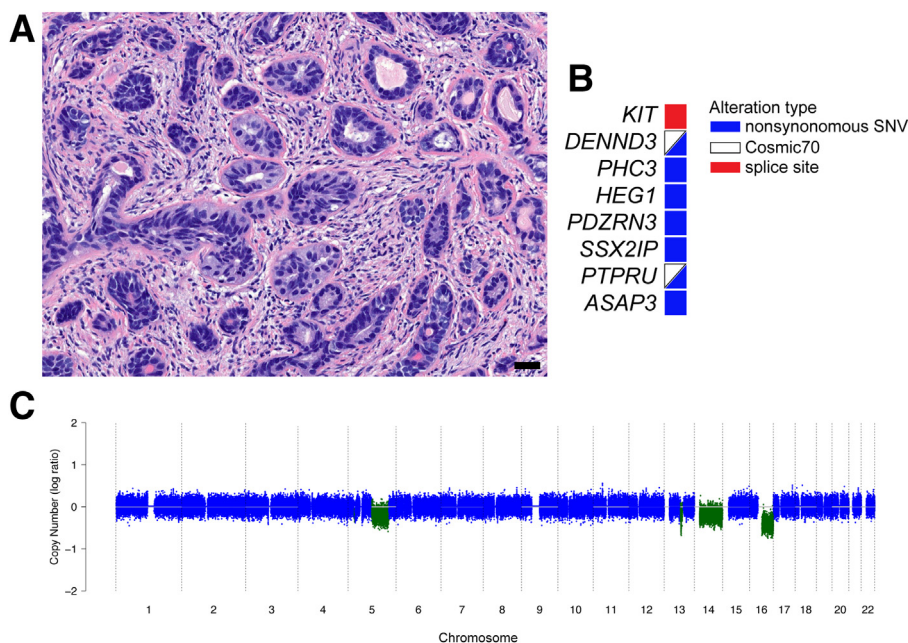 A
B
KIT
DENND3
PHC3
HEG1
PDZRN3
SSX2IP
PTPRU
ASAP3
Alteration type
nonsynonomous SNV
Cosmic70
splice site
C
Copy Number (log ratio)
2
1
0
−1
−2
1 2 3 4 5 6 7 8 9 10 11 12 13 14 15 16 17 18 20 22
Chromosome